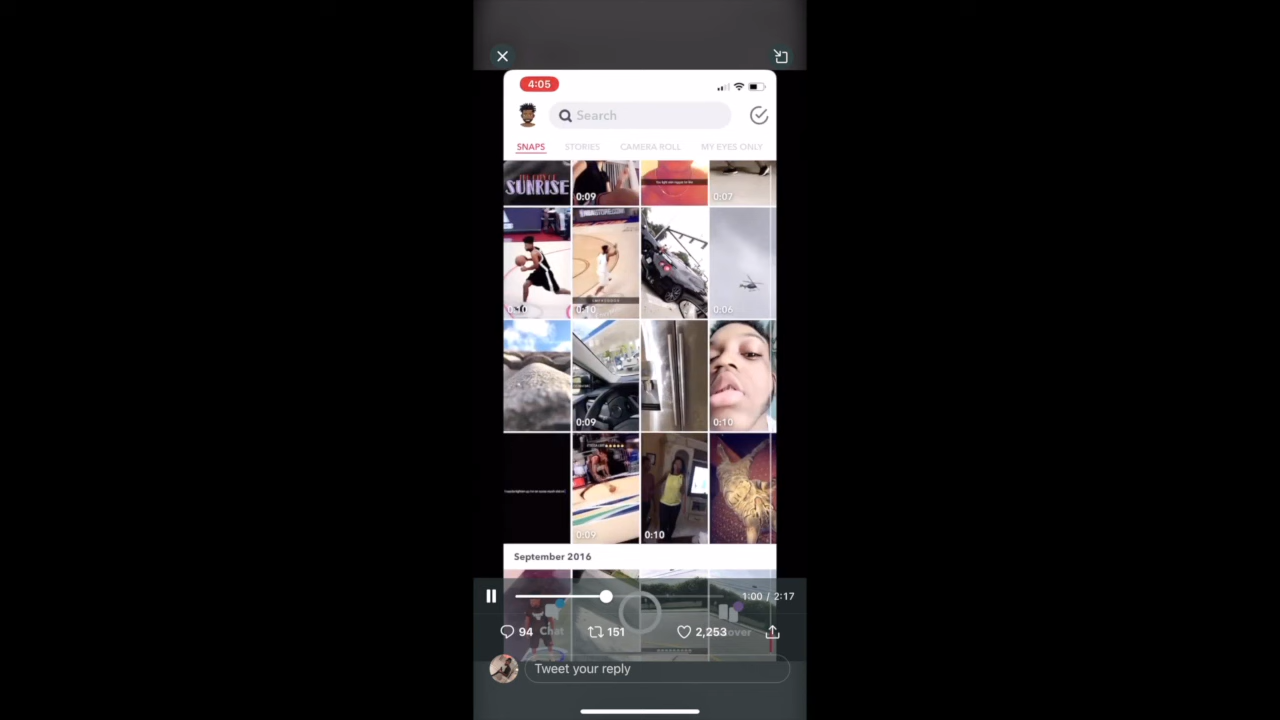 4:05
Search
SNAPS
STORIES
CAMERA ROLL
MY EYES ONLY
SUNRISE
0:09
0:07
0:10
0:10
0:06
0:09
0:10
0:09
0:10
September 2016
1:00 / 2:17
94
Chat
151
2,253
over
Tweet your reply